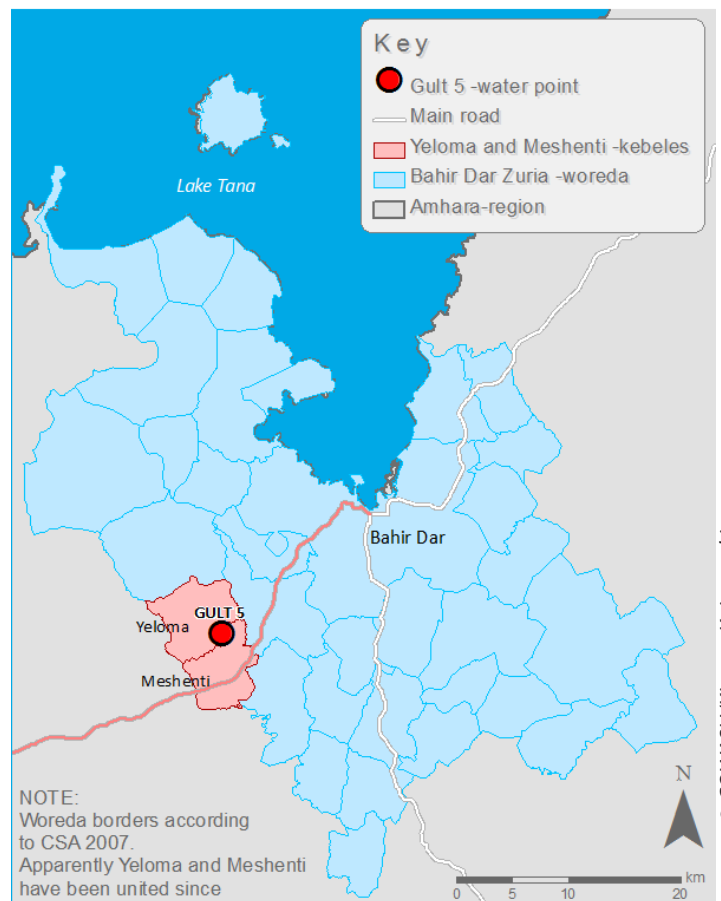 Key
Gult 5 -water point
Main road
Yeloma and Meshenti -kebeles
Bahir Dar Zuria -woreda
Amhara-region
Lake Tana
Bahir Dar
GULT 5
Yeloma
Meshenti
N
NOTE:
Woreda borders according
to CSA 2007.
Apparently Yeloma and Meshenti
have been united since
km
0 5 10 20